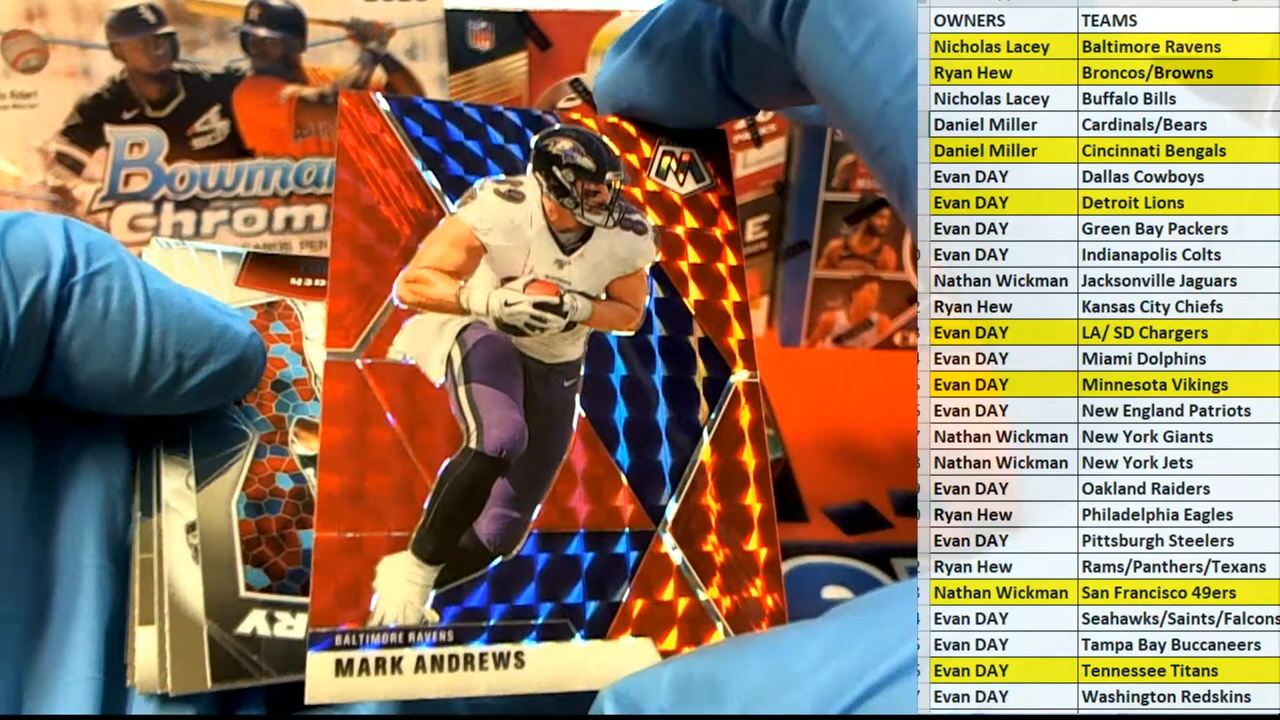 Bowma
Chrom
NFL
BALTIMORE RAVENS
MARK ANDREWS
OWNERS TEAMS
Nicholas Lacey Baltimore Ravens
Ryan Hew Broncos/Browns
Nicholas Lacey Buffalo Bills
Daniel Miller Cardinals/Bears
Daniel Miller Cincinnati Bengals
Evan DAY Dallas Cowboys
Evan DAY Detroit Lions
Evan DAY Green Bay Packers
Evan DAY Indianapolis Colts
Nathan Wickman Jacksonville Jaguars
Ryan Hew Kansas City Chiefs
Evan DAY LA/ SD Chargers
Evan DAY Miami Dolphins
Evan DAY Minnesota Vikings
Evan DAY New England Patriots
Nathan Wickman New York Giants
Nathan Wickman New York Jets
Evan DAY Oakland Raiders
Ryan Hew Philadelphia Eagles
Evan DAY Pittsburgh Steelers
Ryan Hew Rams/Panthers/Texans
Nathan Wickman San Francisco 49ers
Evan DAY Seahawks/Saints/Falcons
Evan DAY Tampa Bay Buccaneers
Evan DAY Tennessee Titans
Evan DAY Washington Redskins